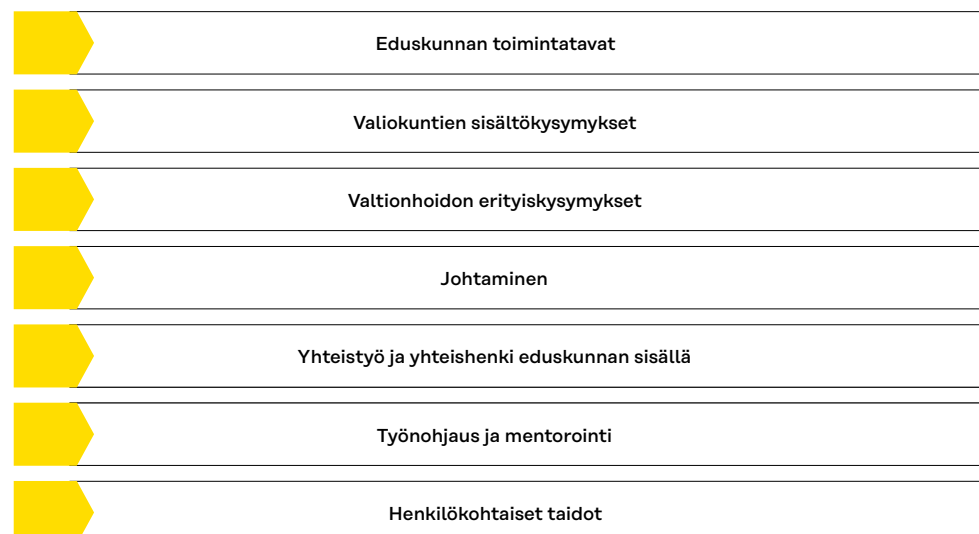 Eduskunnan toimintatavat
Valiokuntien sisältökysymykset
Valtionhoidon erityiskysymykset
Johtaminen
Yhteistyö ja yhteishenki eduskunnan sisällä
Työnohjaus ja mentorointi
Henkilökohtaiset taidot